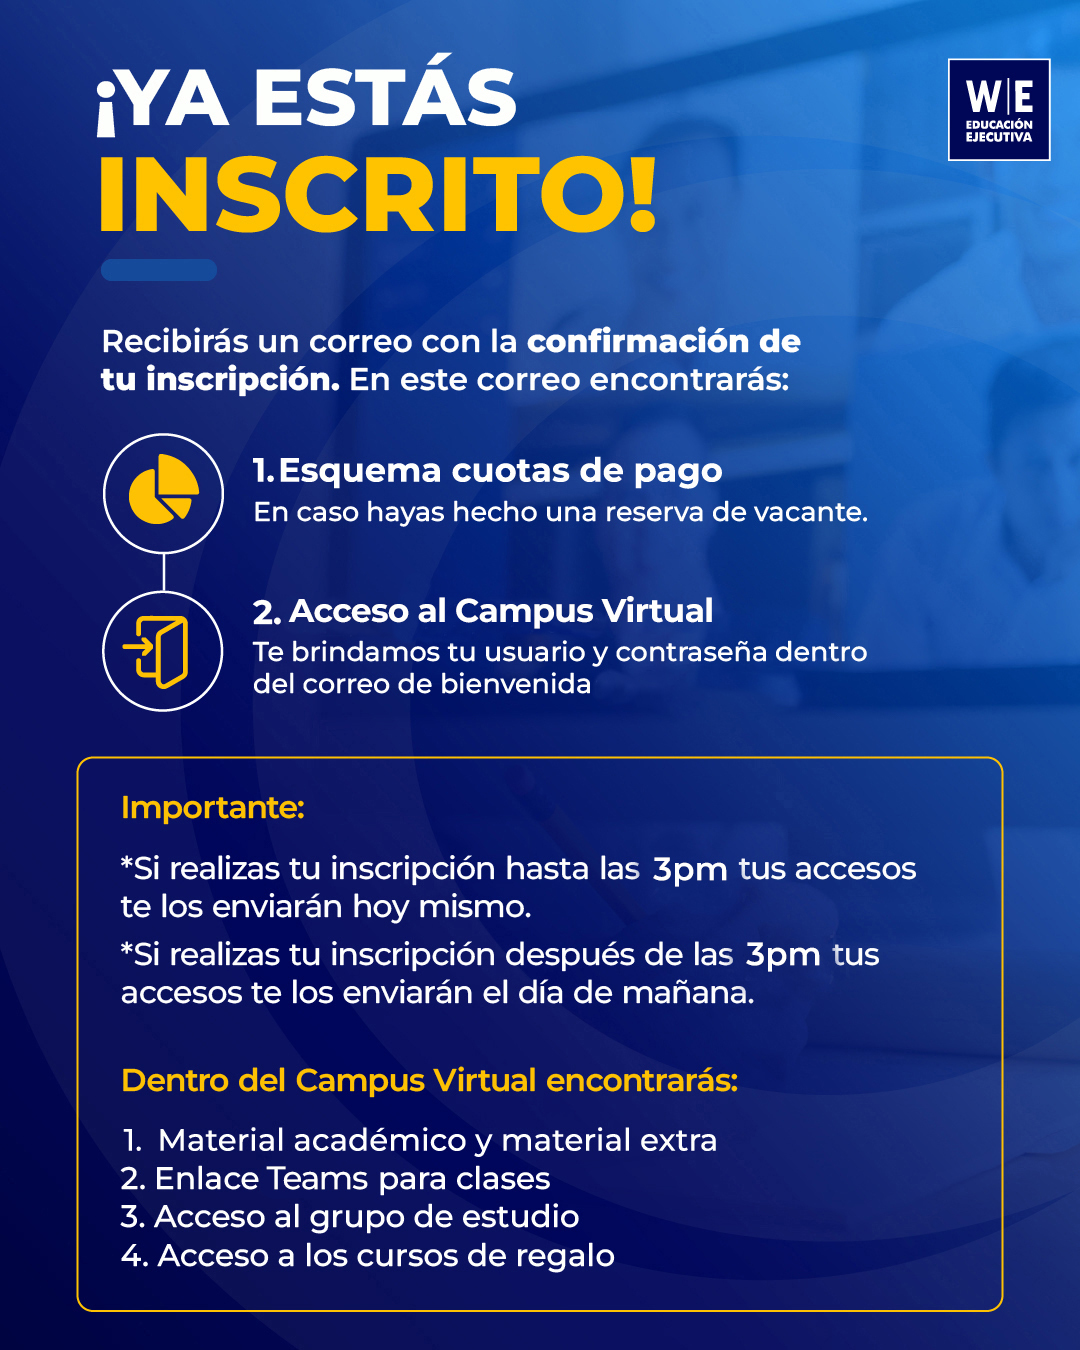 ¡YA ESTÁS
INSCRITO!
W|E
EDUCACIÓN
EJECUTIVA
Recibirás un correo con la confirmación de
tu inscripción. En este correo encontrarás:
1. Esquema cuotas de pago
En caso hayas hecho una reserva de vacante.
2. Acceso al Campus Virtual
Te brindamos tu usuario y contraseña dentro
del correo de bienvenida
Importante:
*Si realizas tu inscripción hasta las 3pm tus accesos
te los enviarán hoy mismo.
*Si realizas tu inscripción después de las 3pm tus
accesos te los enviarán el día de mañana.
Dentro del Campus Virtual encontrarás:
1. Material académico y material extra
2. Enlace Teams para clases
3. Acceso al grupo de estudio
4. Acceso a los cursos de regalo